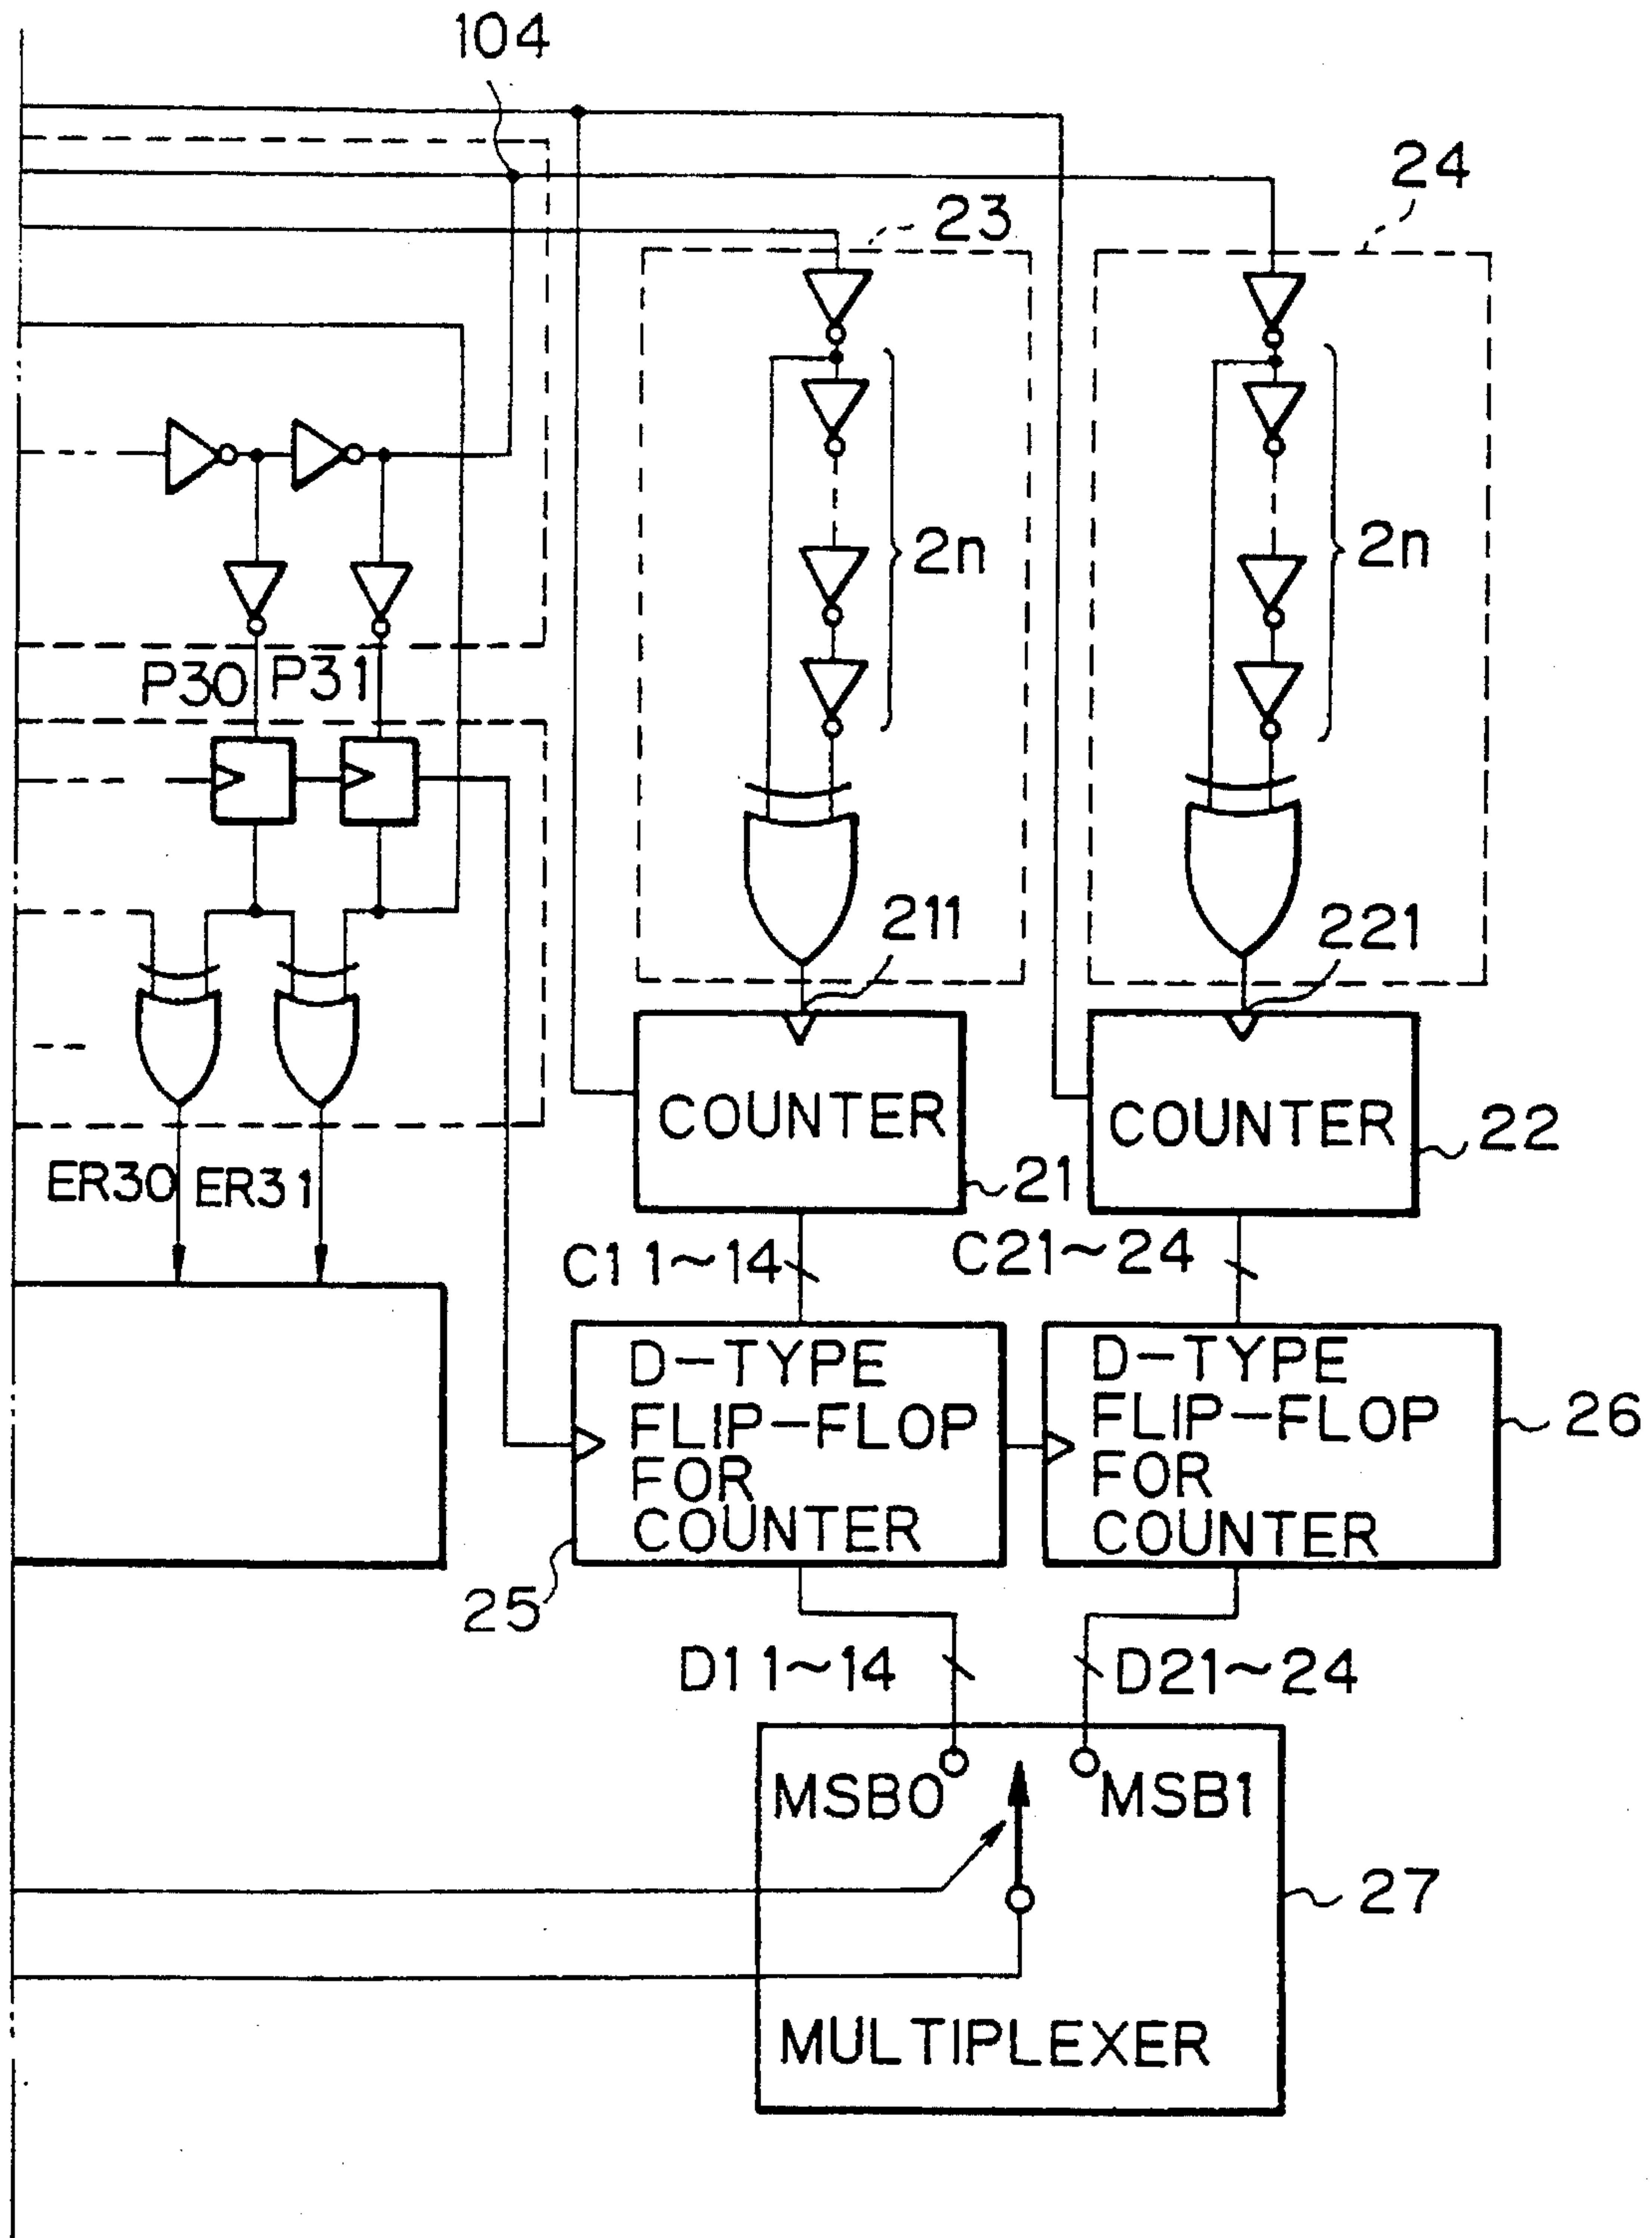 104
24
23
2n
2n
P30
P31
211
221
COUNTER
COUNTER
22
21
ER30
ER31
C11~14
C21~24
D-TYPE
FLIP-FLOP
FOR
COUNTER
D-TYPE
FLIP-FLOP
FOR
COUNTER
26
25
D11~14
D21~24
MSB0
MSB1
27
MULTIPLEXER